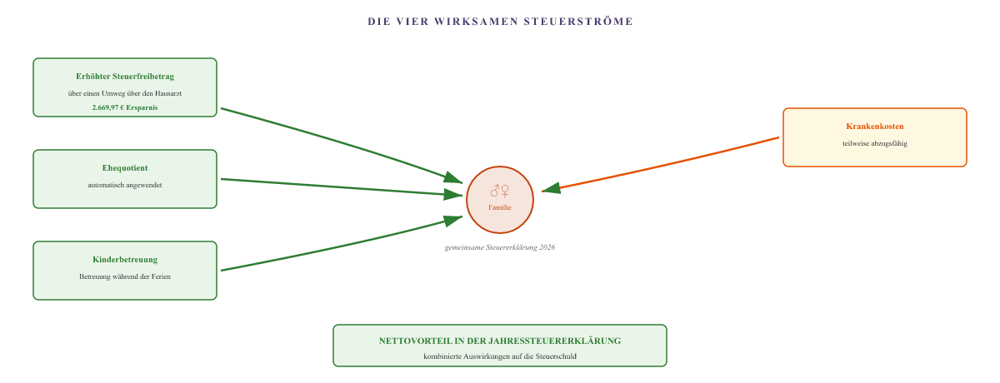 DIE VIER WIRKSAMEN STEUERSTRÖME
Erhöhter Steuerfreibetrag
über einen Umweg über den Hausarzt
2.669,97 € Ersparnis
Ehequotient
automatisch angewendet
Kinderbetreuung
Betreuung während der Ferien
♂♀
Familie
gemeinsame Steuererklärung 2026
Krankenkosten
teilweise abzugsfähig
NETTOVORTEIL IN DER JAHRESSTEUERERKLÄRUNG
kombinierte Auswirkungen auf die Steuerschuld